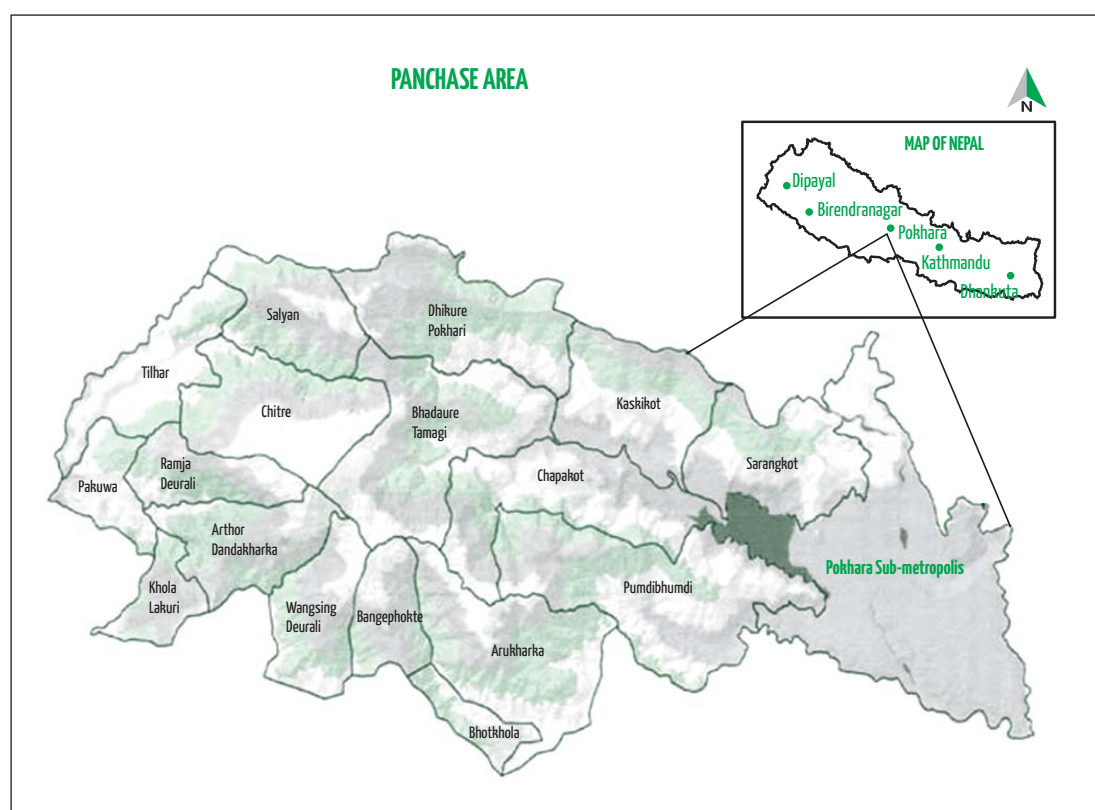 PANCHASE AREA
N
MAP OF NEPAL
Dipayal
Birendranagar
Pokhara
Kathmandu
Dhankuta
Salyan
Dhikure
Pokhari
Tilhar
Chitre
Bhadaure
Tamagi
Kaskikot
Sarangkot
Ramja
Deurali
Pakuwa
Chapakot
Arthor
Dandakharka
Pokhara Sub-metropolis
Khola
Lakuri
Wangsing
Deurali
Bangephokte
Pumdibhumdi
Arukharka
Bhotkhola